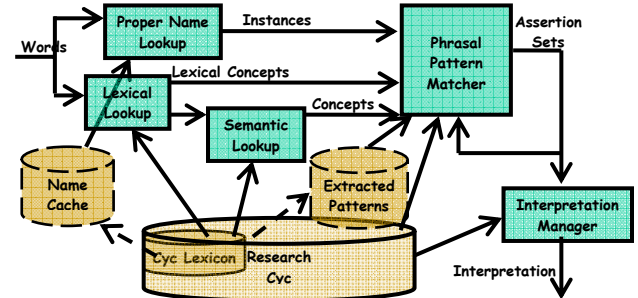 Proper Name
Lookup
Instances
Words
Phrasal
Pattern
Matcher
Assertion
Sets
Lexical Concepts
Lexical
Lookup
Concepts
Semantic
Lookup
Name
Cache
Extracted
Patterns
Interpretation
Manager
Cyc Lexicon
Research
Cyc
Interpretation